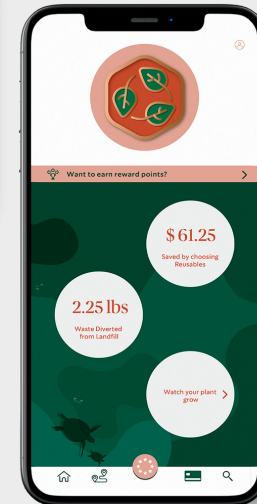 Want to earn reward points?
$ 61.25
Saved by choosing
Reusables
2.25 lbs
Waste Diverted
from Landfill
Watch your plant
grow